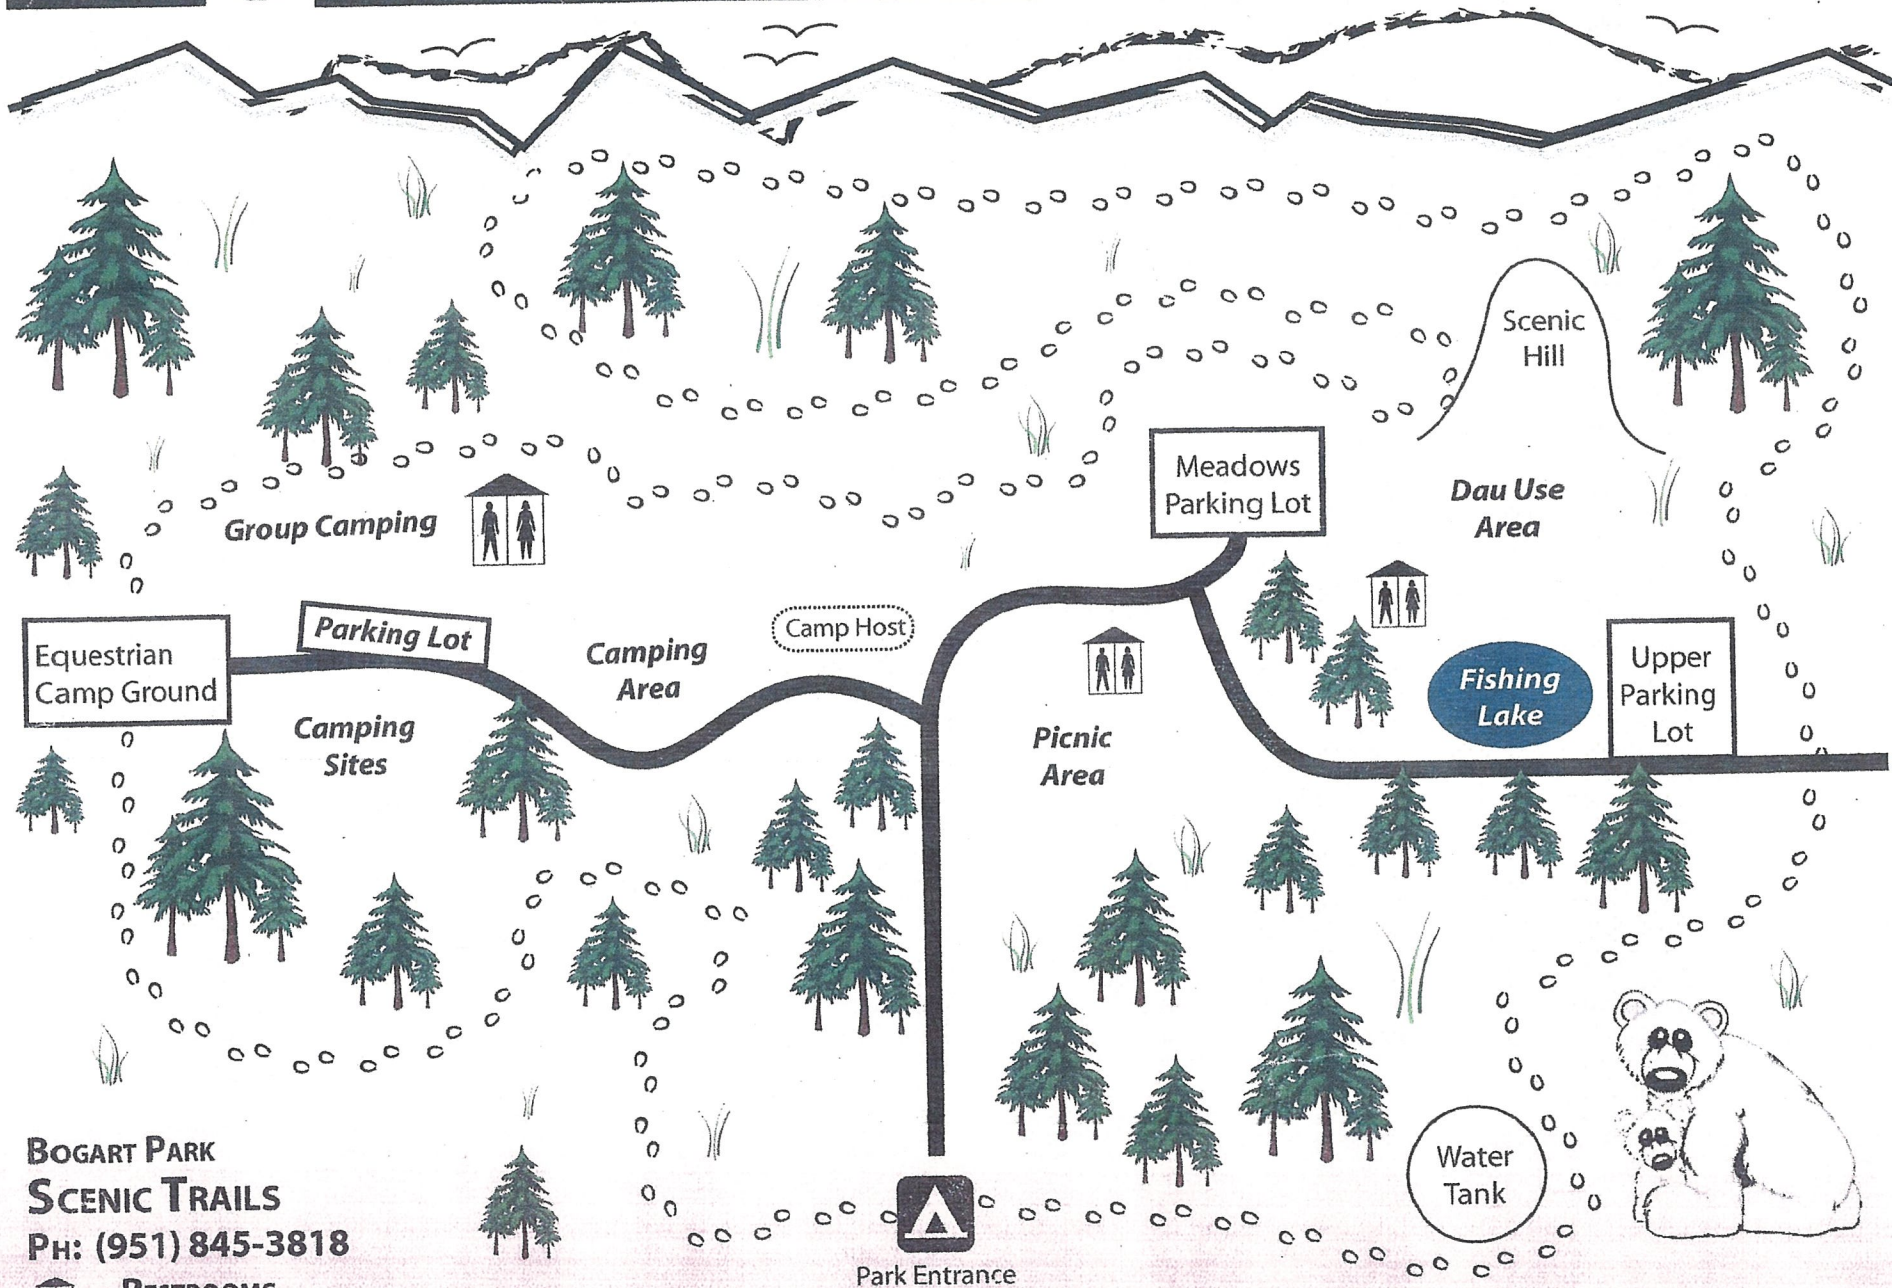 Scenic
Hill
Meadows
Parking Lot
Dau Use
Area
Group Camping
Equestrian
Camp Ground
Parking Lot
Camping
Area
Camp Host
Camping
Sites
Picnic
Area
Fishing
Lake
Upper
Parking
Lot
Water
Tank
BOGART PARK
SCENIC TRAILS
PH: (951) 845-3818
RESTROOMS
Park Entrance